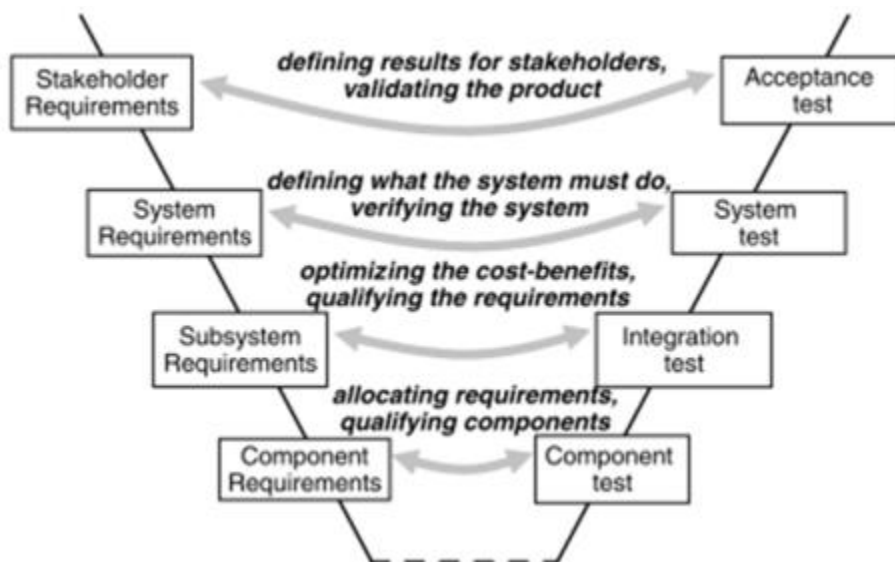 defining results for stakeholders,
validating the product
Stakeholder
Requirements
Acceptance
test
defining what the system must do,
verifying the system
System
Requirements
System
test
optimizing the cost-benefits,
qualifying the requirements
Subsystem
Requirements
Integration
test
allocating requirements,
qualifying components
Component
Requirements
Component
test